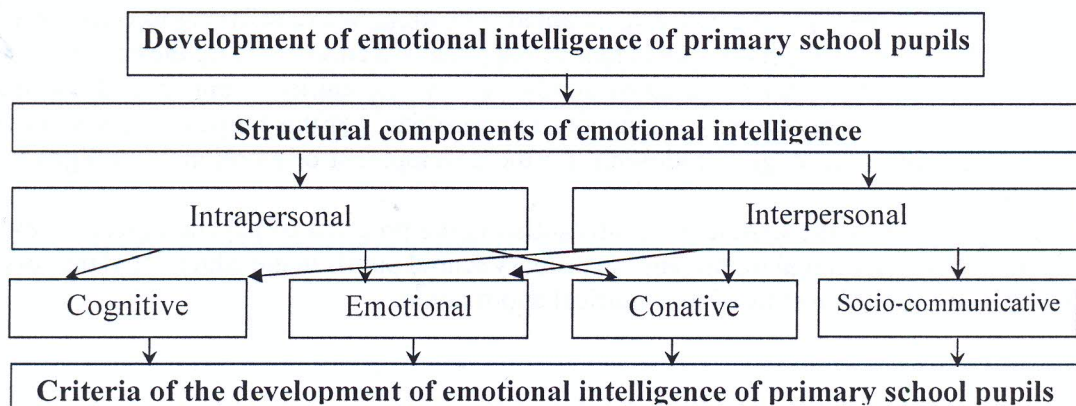 Development of emotional intelligence of primary school pupils
Structural components of emotional intelligence
Intrapersonal
Interpersonal
Cognitive
Emotional
Conative
Socio-communicative
Criteria of the development of emotional intelligence of primary school pupils